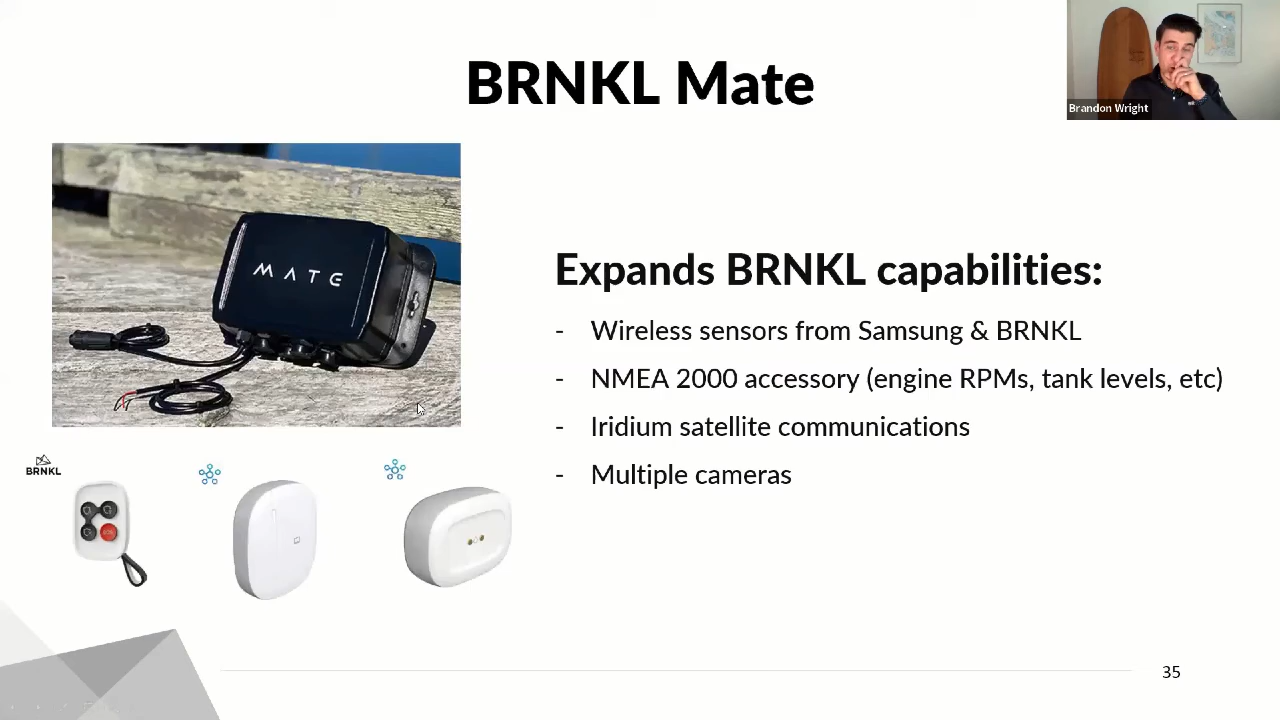 BRNKL Mate
Brandon Wright
MATE
Expands BRNKL capabilities:
- Wireless sensors from Samsung & BRNKL
- NMEA 2000 accessory (engine RPMs, tank levels, etc)
- Iridium satellite communications
- Multiple cameras
BRNKL
SOS
35